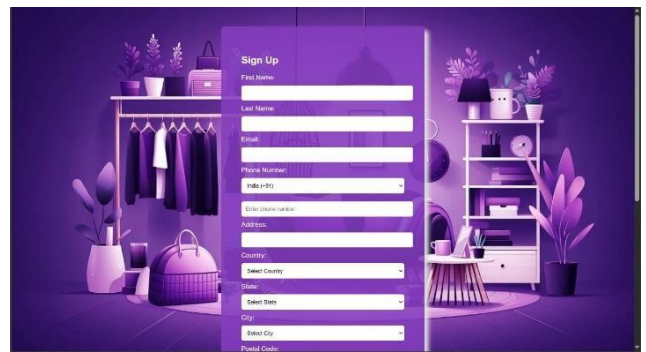 Sign Up
First Name:
Last Name:
Email:
Phone Number:
India (+91)
Enter phone number
Address:
Country:
Select Country
State:
Select State
City:
Select City
Postal Code: